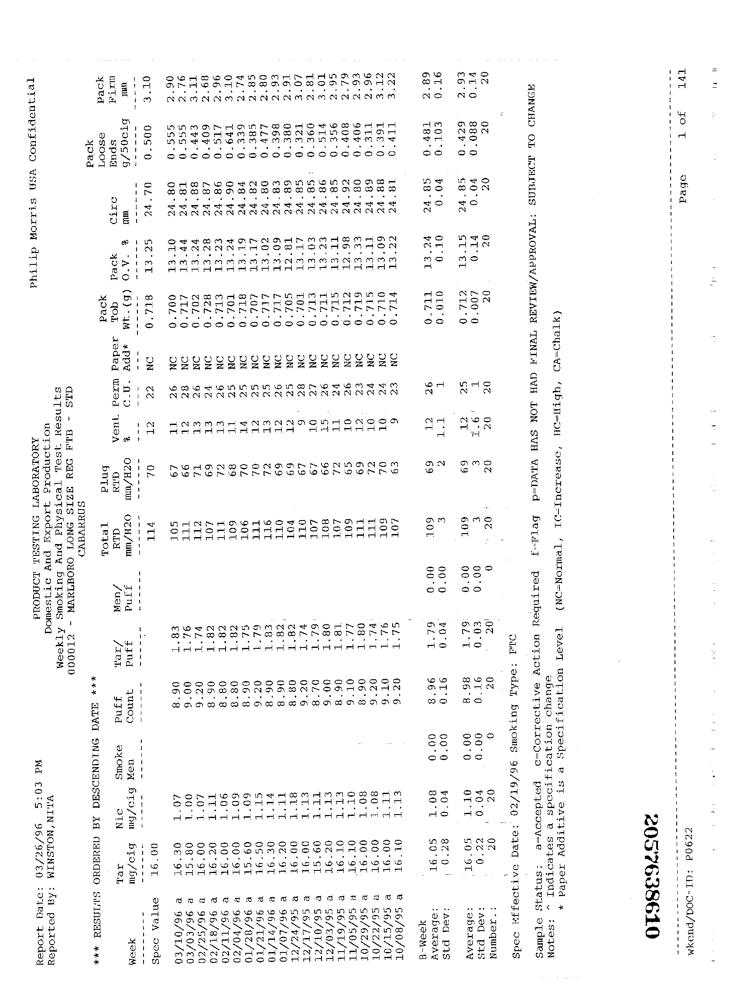 Philip Morris USA Confidential
PRODUCT TESTING LABORATORY
Report Date: 03/26/96 5:03 PM Domestic And Export Production
Reported By: WINSTON,NITA Weekly Smoking And Physical Test Results
000012 - MARLBORO LONG SIZE REG FTB - STD
CABARRUS
*** RESULTS ORDERED BY DESCENDING DATE ***
Pack
Total Plug Pack Loose Pack
Tar Nic Smoke Puff Tar/ Men/ RTD RTD Vent Perm Paper Tob Pack Circ Ends Firm
Week mg/cig mg/cig Men Count Puff Puff mm/H2O mm/H2O % C.U. Add* Wt.(g) O.V. % mm g/50cig mm
Spec Value 16.00 114 70 12 22 NC 0.718 13.25 24.70 0.500 3.10
03/10/96 a 16.30 1.07 8.90 1.83 105 67 11 26 NC 0.700 13.10 24.80 0.555 2.90
03/03/96 a 15.80 1.00 9.00 1.76 111 66 12 28 NC 0.717 13.44 24.81 0.555 2.76
02/25/96 a 16.00 1.07 9.20 1.74 112 71 13 26 NC 0.702 13.24 24.88 0.443 3.11
02/18/96 a 16.20 1.11 8.90 1.82 107 69 13 24 NC 0.728 13.28 24.87 0.409 2.68
02/11/96 a 16.00 1.06 8.80 1.82 111 72 13 26 NC 0.713 13.23 24.86 0.517 2.96
02/04/96 a 16.00 1.09 8.80 1.82 109 68 11 25 NC 0.701 13.24 24.90 0.641 3.10
01/28/96 a 15.60 1.09 8.90 1.75 106 70 14 25 NC 0.718 13.19 24.84 0.339 2.74
01/21/96 a 16.50 1.15 9.20 1.79 111 70 12 25 NC 0.707 13.17 24.82 0.385 2.85
01/14/96 a 16.30 1.14 8.90 1.83 116 72 13 25 NC 0.717 13.02 24.80 0.477 2.80
01/07/96 a 16.20 1.11 8.90 1.82 110 69 12 26 NC 0.717 13.09 24.83 0.398 2.93
12/24/95 a 16.00 1.18 8.80 1.82 104 69 12 25 NC 0.705 12.81 24.89 0.380 2.91
12/17/95 a 16.00 1.13 9.20 1.74 110 67 9 28 NC 0.701 13.17 24.85 0.321 3.07
12/10/95 a 15.60 1.11 8.70 1.79 107 67 10 27 NC 0.713 13.03 24.85 0.360 2.81
12/03/95 a 16.20 1.13 9.00 1.80 108 66 15 26 NC 0.711 13.23 24.86 0.514 3.01
11/19/95 a 16.10 1.11 8.90 1.81 107 72 11 24 NC 0.715 13.11 24.85 0.356 2.95
11/05/95 a 16.10 1.10 9.10 1.77 109 65 10 26 NC 0.712 12.98 24.92 0.408 2.79
10/29/95 a 16.00 1.08 8.90 1.80 111 69 12 23 NC 0.719 13.33 24.80 0.406 2.93
10/22/95 a 16.00 1.08 9.20 1.74 111 72 10 24 NC 0.715 13.11 24.89 0.311 2.96
10/15/95 a 16.00 1.11 9.10 1.76 109 70 10 24 NC 0.710 13.09 24.88 0.391 3.12
10/08/95 a 16.10 1.13 9.20 1.75 107 63 9 23 NC 0.714 13.22 24.81 0.411 3.22
8-Week
Average: 16.05 1.08 0.00 8.96 1.79 0.00 109 69 12 26 0.711 13.24 24.85 0.481 2.89
Std Dev: 0.28 0.04 0.00 0.16 0.04 0.00 3 2 1.1 1 0.010 0.10 0.04 0.103 0.16
Average: 16.05 1.10 0.00 8.98 1.79 0.00 109 69 12 25 0.712 13.15 24.85 0.429 2.93
Std Dev: 0.22 0.04 0.00 0.16 0.03 0.00 3 3 1.6 1 0.007 0.14 0.04 0.088 0.14
Number.: 20 20 0 20 20 0 20 20 20 20 20 20 20 20 20
Spec Effective Date: 02/19/96 Smoking Type: FTC
Sample Status: a=Accepted c=Corrective Action Required f=Flag p=DATA HAS NOT HAD FINAL REVIEW/APPROVAL: SUBJECT TO CHANGE
Notes: ^ Indicates a specification change
* Paper Additive is a Specification Level (NC=Normal, IC=Increase, HC=High, CA=Chalk)
2057638610
wkend/DOC-ID: P0622 Page 1 of 141